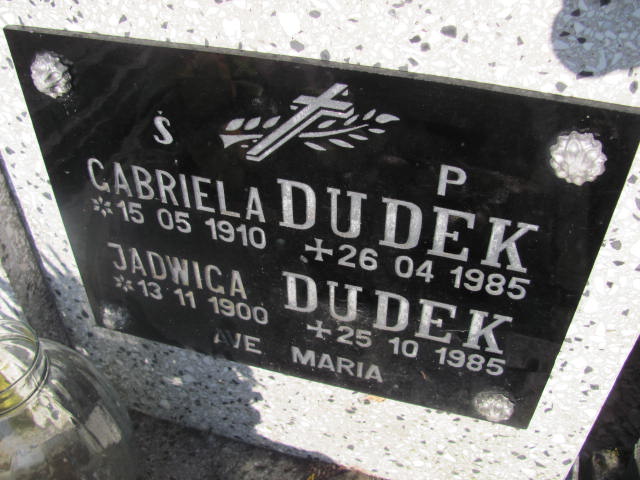 Ś P
GABRIELA DUDEK
* 15 05 1910 + 26 04 1985
JADWIGA DUDEK
* 13 11 1900 + 25 10 1985
AVE MARIA